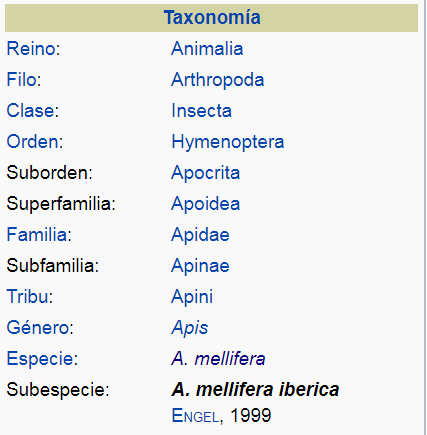 Taxonomía
Reino: Animalia
Filo: Arthropoda
Clase: Insecta
Orden: Hymenoptera
Suborden: Apocrita
Superfamilia: Apoidea
Familia: Apidae
Subfamilia: Apinae
Tribu: Apini
Género: Apis
Especie: A. mellifera
Subespecie: A. mellifera iberica
ENGEL, 1999